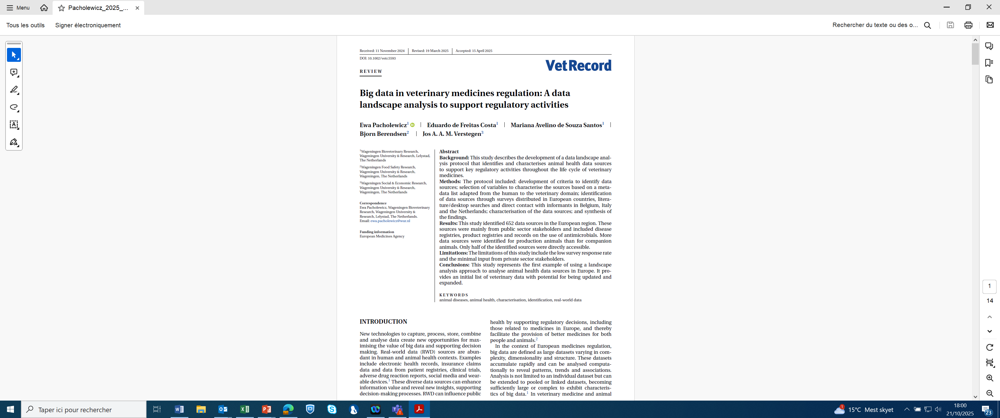 Menu
Pacholewicz_2025_...
Tous les outils
Signer électroniquement
Rechercher du texte ou des o...
Received: 11 November 2024 | Revised: 19 March 2025 | Accepted: 15 April 2025
DOI: 10.1002/vetr.5593
VetRecord
REVIEW
Big data in veterinary medicines regulation: A data
landscape analysis to support regulatory activities
Ewa Pacholewicz1 iD | Eduardo de Freitas Costa1 | Mariana Avelino de Souza Santos1 |
Bjorn Berendsen2 | Jos A. A. M. Verstegen3
1Wageningen Bioveterinary Research,
Wageningen University & Research, Lelystad,
The Netherlands
2Wageningen Food Safety Research,
Wageningen University & Research,
Wageningen, The Netherlands
3Wageningen Social & Economic Research,
Wageningen University & Research,
Wageningen, The Netherlands
Correspondence
Ewa Pacholewicz, Wageningen Bioveterinary
Research, Wageningen University &
Research, Lelystad, The Netherlands.
Email: ewa.pacholewicz@wur.nl
Funding information
European Medicines Agency
Abstract
Background: This study describes the development of a data landscape anal-
ysis protocol that identifies and characterises animal health data sources
to support key regulatory activities throughout the life cycle of veterinary
medicines.
Methods: The protocol included: development of criteria to identify data
sources; selection of variables to characterise the sources based on a meta-
data list adapted from the human to the veterinary domain; identification
of data sources through surveys distributed in European countries, litera-
ture/desktop searches and direct contact with informants in Belgium, Italy
and the Netherlands; characterisation of the data sources; and synthesis of
the findings.
Results: This study identified 652 data sources in the European region. These
sources were mainly from public sector stakeholders and included disease
registries, product registries and records on the use of antimicrobials. More
data sources were identified for production animals than for companion
animals. Only half of the identified sources were directly accessible.
Limitations: The limitations of this study include the low survey response rate
and the minimal input from private sector stakeholders.
Conclusions: This study represents the first example of using a landscape
analysis approach to analyse animal health data sources in Europe. It pro-
vides an initial list of veterinary data with potential for being updated and
expanded.
KEYWORDS
animal diseases, animal health, characterisation, identification, real-world data
INTRODUCTION
New technologies to capture, process, store, combine
and analyse data create new opportunities for max-
imising the value of big data and supporting decision
making. Real-world data (RWD) sources are abun-
dant in human and animal health contexts. Examples
include electronic health records, insurance claims
data and data from patient registries, clinical trials,
adverse drug reaction reports, social media and wear-
able devices.1 These diverse data sources can enhance
information value and reveal new insights, supporting
decision-making processes. RWD can influence public
health by supporting regulatory decisions, including
those related to medicines in Europe, and thereby
facilitate the provision of better medicines for both
people and animals.2
In the context of European medicines regulation,
big data are defined as large datasets varying in com-
plexity, dimensionality and structure. These datasets
accumulate rapidly and can be analysed computa-
tionally to reveal patterns, trends and associations.
Analysis is not limited to an individual dataset but can
be extended to pooled or linked datasets, becoming
sufficiently large or complex to exhibit characteris-
tics of big data.1 In veterinary medicine and animal
1
14
Taper ici pour rechercher
1
15°C Mest skyet
18:00
21/10/2025
23